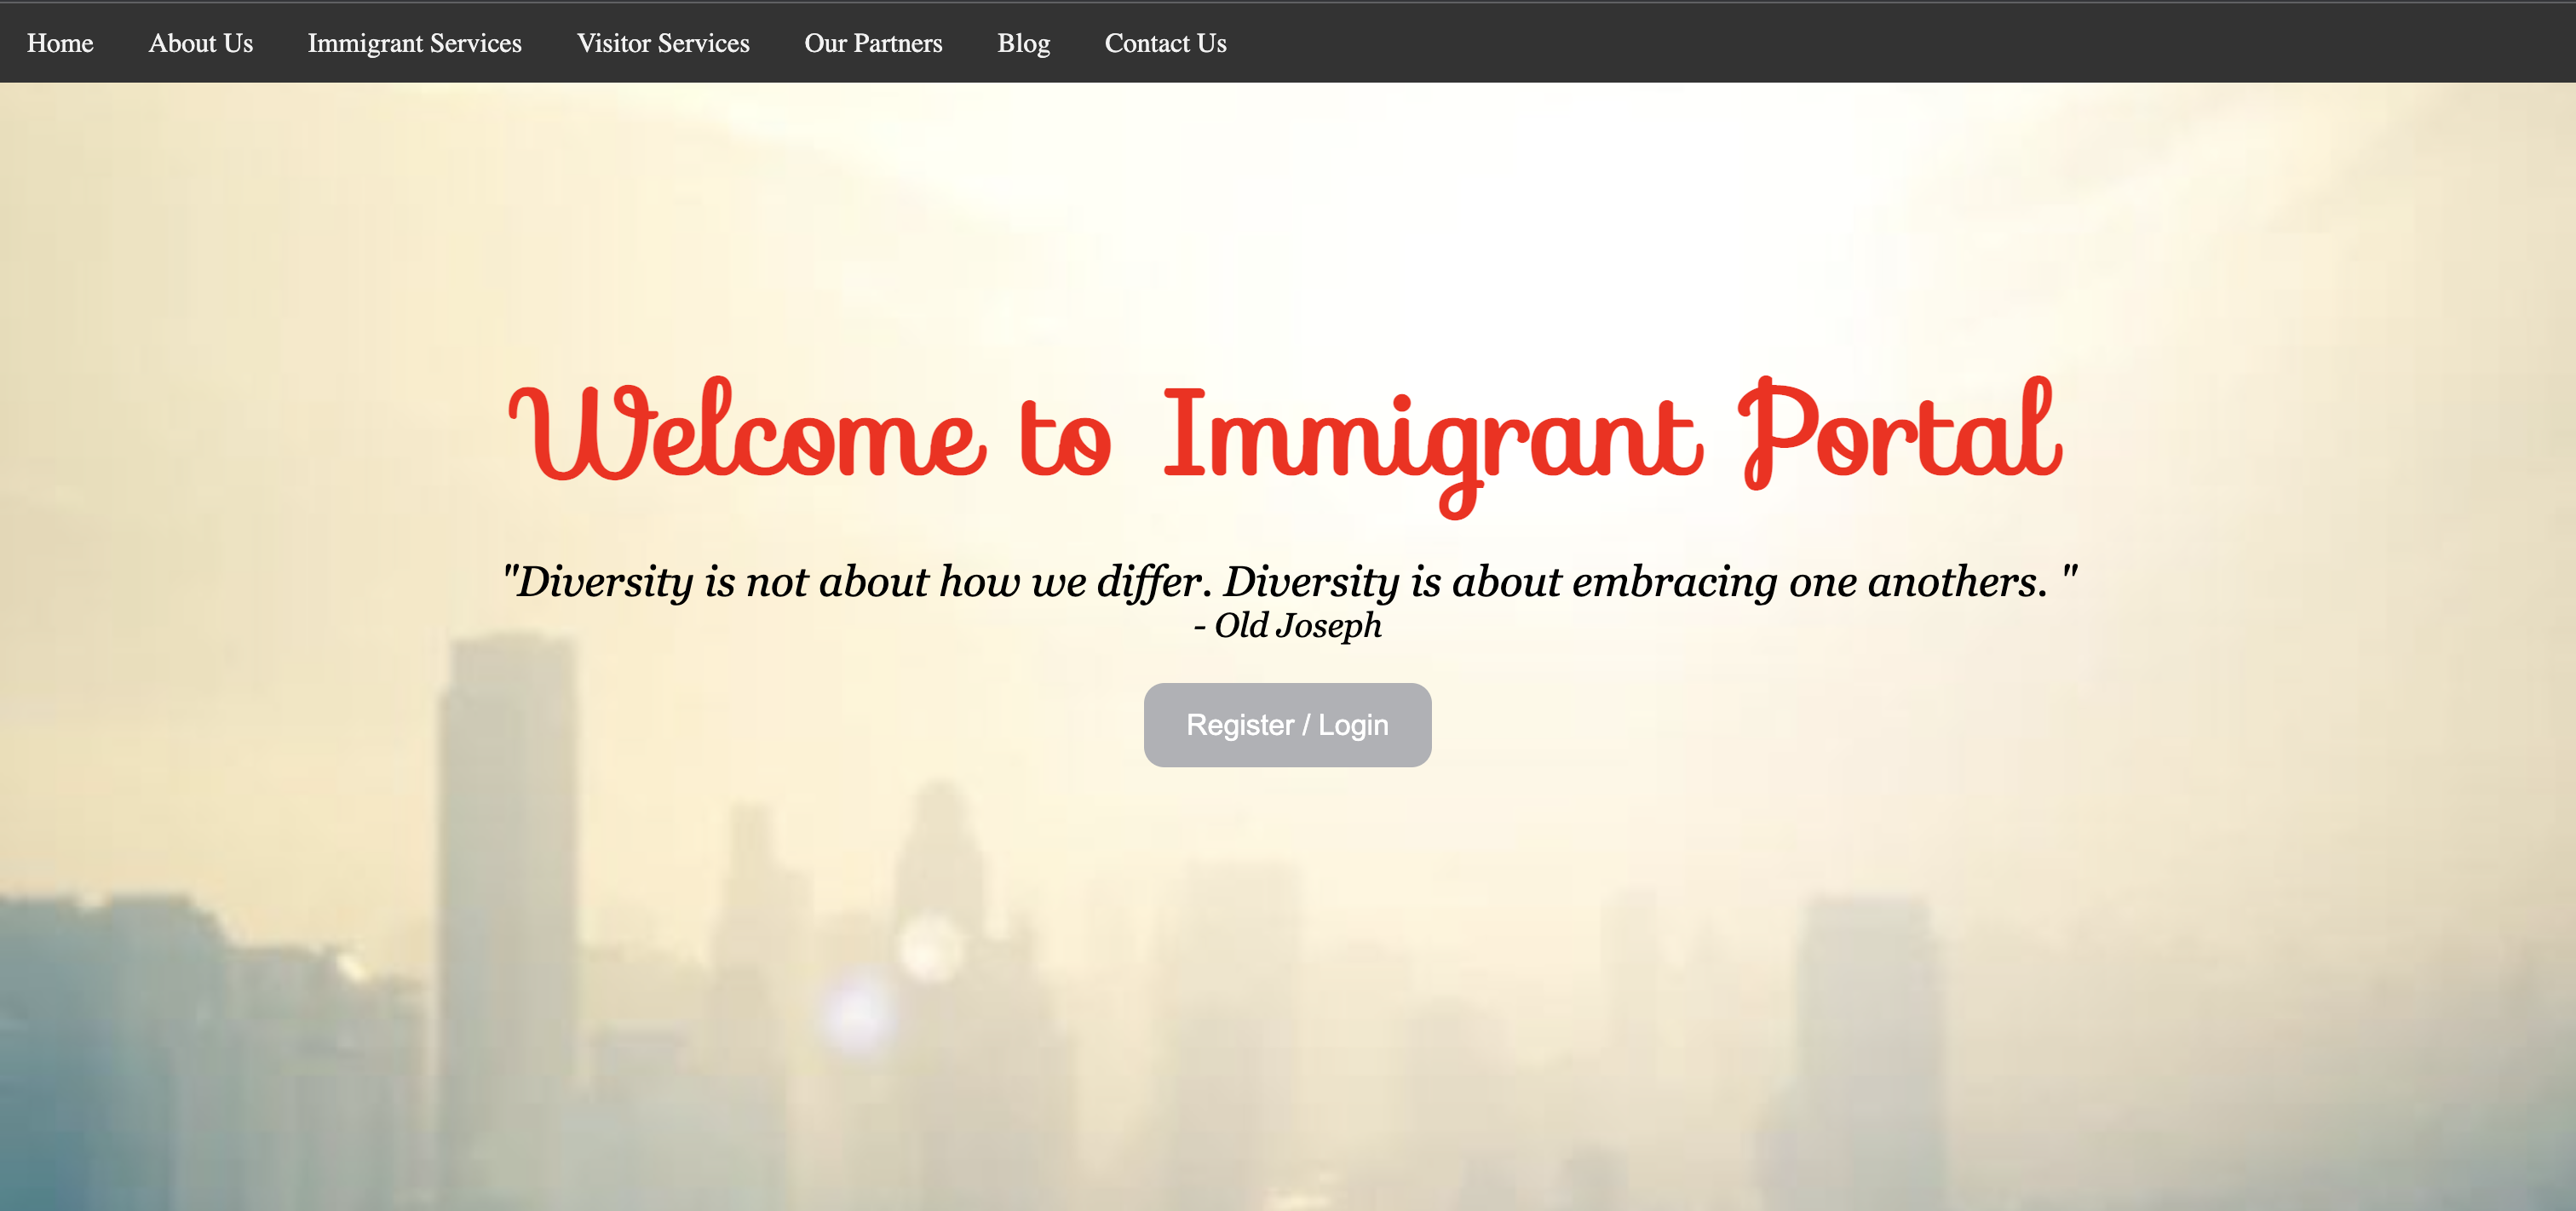 Home About Us Immigrant Services Visitor Services Our Partners Blog Contact Us
Welcome to Immigrant Portal
"Diversity is not about how we differ. Diversity is about embracing one anothers. "
- Old Joseph
Register / Login